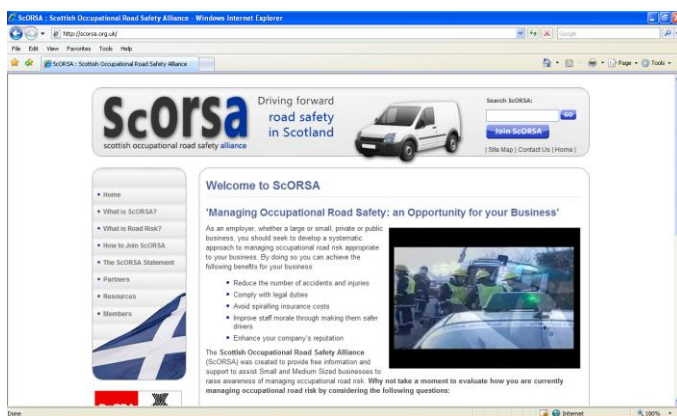 ScORSA : Scottish Occupational Road Safety Alliance - Windows Internet Explorer
http://scorsa.org.uk/
Google
File Edit View Favorites Tools Help
ScORSA : Scottish Occupational Road Safety Alliance
Page Tools
ScORSa
scottish occupational road safety alliance
Driving forward
road safety
in Scotland
Search ScORSA:
GO
Join ScORSA
| Site Map | Contact Us | Home |
Home
What is ScORSA?
What is Road Risk?
How to Join ScORSA
The ScORSA Statement
Partners
Resources
Members
Welcome to ScORSA
'Managing Occupational Road Safety: an Opportunity for your Business'
As an employer, whether a large or small, private or public
business, you should seek to develop a systematic
approach to managing occupational road risk appropriate
to your business. By doing so you can achieve the
following benefits for your business:
Reduce the number of accidents and injuries
Comply with legal duties
Avoid spiralling insurance costs
Improve staff morale through making them safer
drivers
Enhance your company's reputation
The Scottish Occupational Road Safety Alliance
(ScORSA) was created to provide free information and
support to assist Small and Medium Sized businesses to
raise awareness of managing occupational road risk. Why not take a moment to evaluate how you are currently
managing occupational road risk by considering the following questions:
Done
Internet
100%